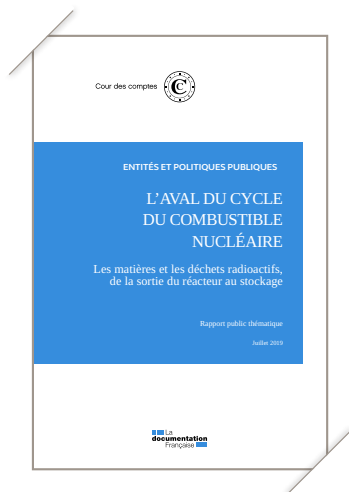 Cour des comptes
ENTITÉS ET POLITIQUES PUBLIQUES
L'AVAL DU CYCLE
DU COMBUSTIBLE
NUCLÉAIRE
Les matières et les déchets radioactifs,
de la sortie du réacteur au stockage
Rapport public thématique
Juillet 2019
La
documentation
Française